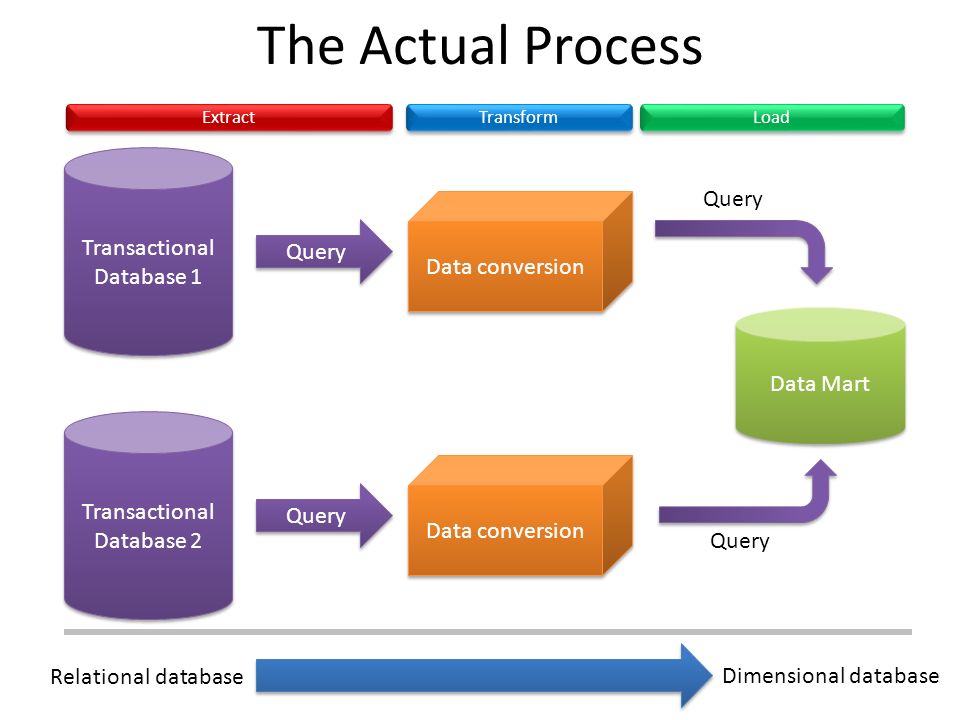 The Actual Process
Extract
Transform
Load
Transactional
Database 1
Query
Data conversion
Query
Data Mart
Transactional
Database 2
Query
Data conversion
Query
Relational database
Dimensional database